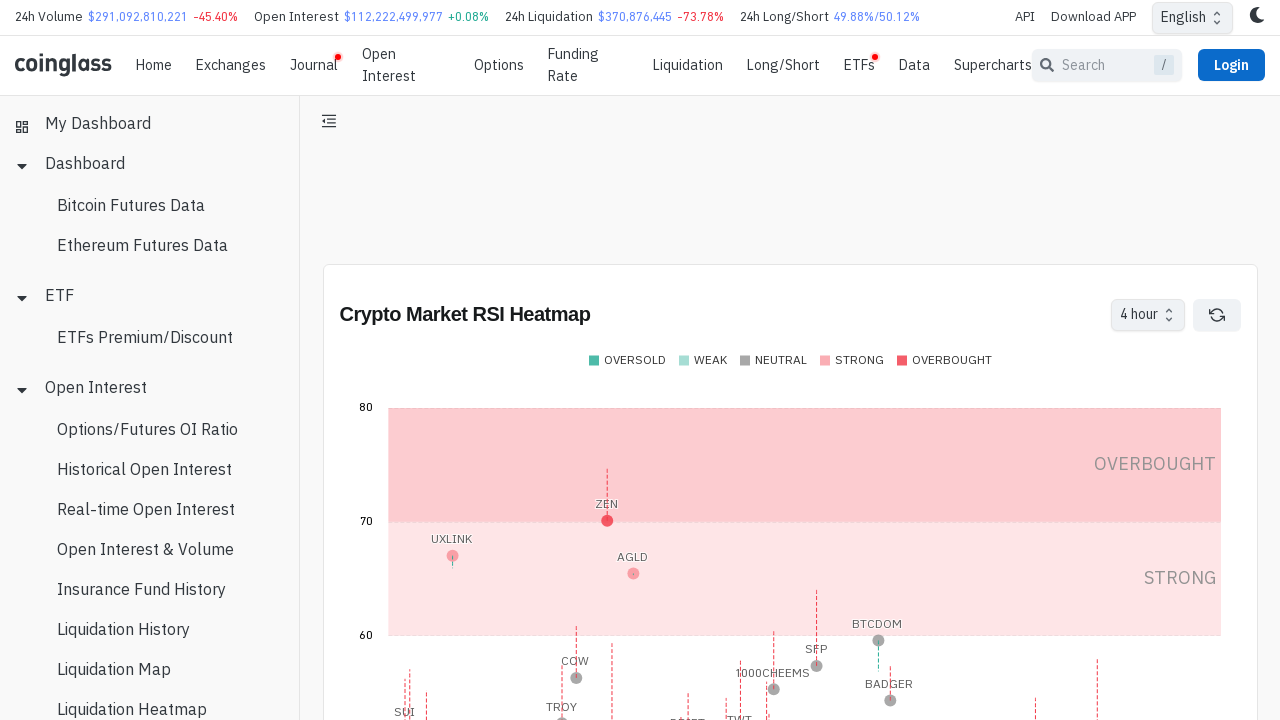 24h Volume $291,092,810,221 -45.40% Open Interest $112,222,499,977 +0.08% 24h Liquidation $370,876,445 -73.78% 24h Long/Short 49.88%/50.12% API Download APP English
coinglass Home Exchanges Journal Open Interest Options Funding Rate Liquidation Long/Short ETFs Data Supercharts Search / Login
My Dashboard
Dashboard
Bitcoin Futures Data
Ethereum Futures Data
ETF
ETFs Premium/Discount
Open Interest
Options/Futures OI Ratio
Historical Open Interest
Real-time Open Interest
Open Interest & Volume
Insurance Fund History
Liquidation History
Liquidation Map
Liquidation Heatmap
Crypto Market RSI Heatmap 4 hour
OVERSOLD WEAK NEUTRAL STRONG OVERBOUGHT
80
OVERBOUGHT
ZEN
70
UXLINK
AGLD
STRONG
BTCDOM
60
SFP
COW
1000CHEEMS
BADGER
TROY
SUI
TWT